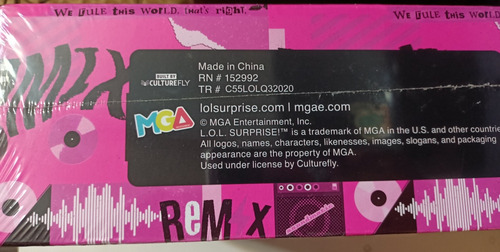 We RULE THIS WORLD. THAT'S RIGHT.
We RULE THIS WORLD.
Made in China
RN # 152992
TR # C55LOLQ32020
BUILT BY
CULTUREFLY
lolsurprise.com | mgae.com
MGA
© MGA Entertainment, Inc.
L.O.L. SURPRISE!™ is a trademark of MGA in the U.S. and other countrie
All logos, names, characters, likenesses, images, slogans, and packaging
appearance are the property of MGA.
Used under license by Culturefly.
ReMIX